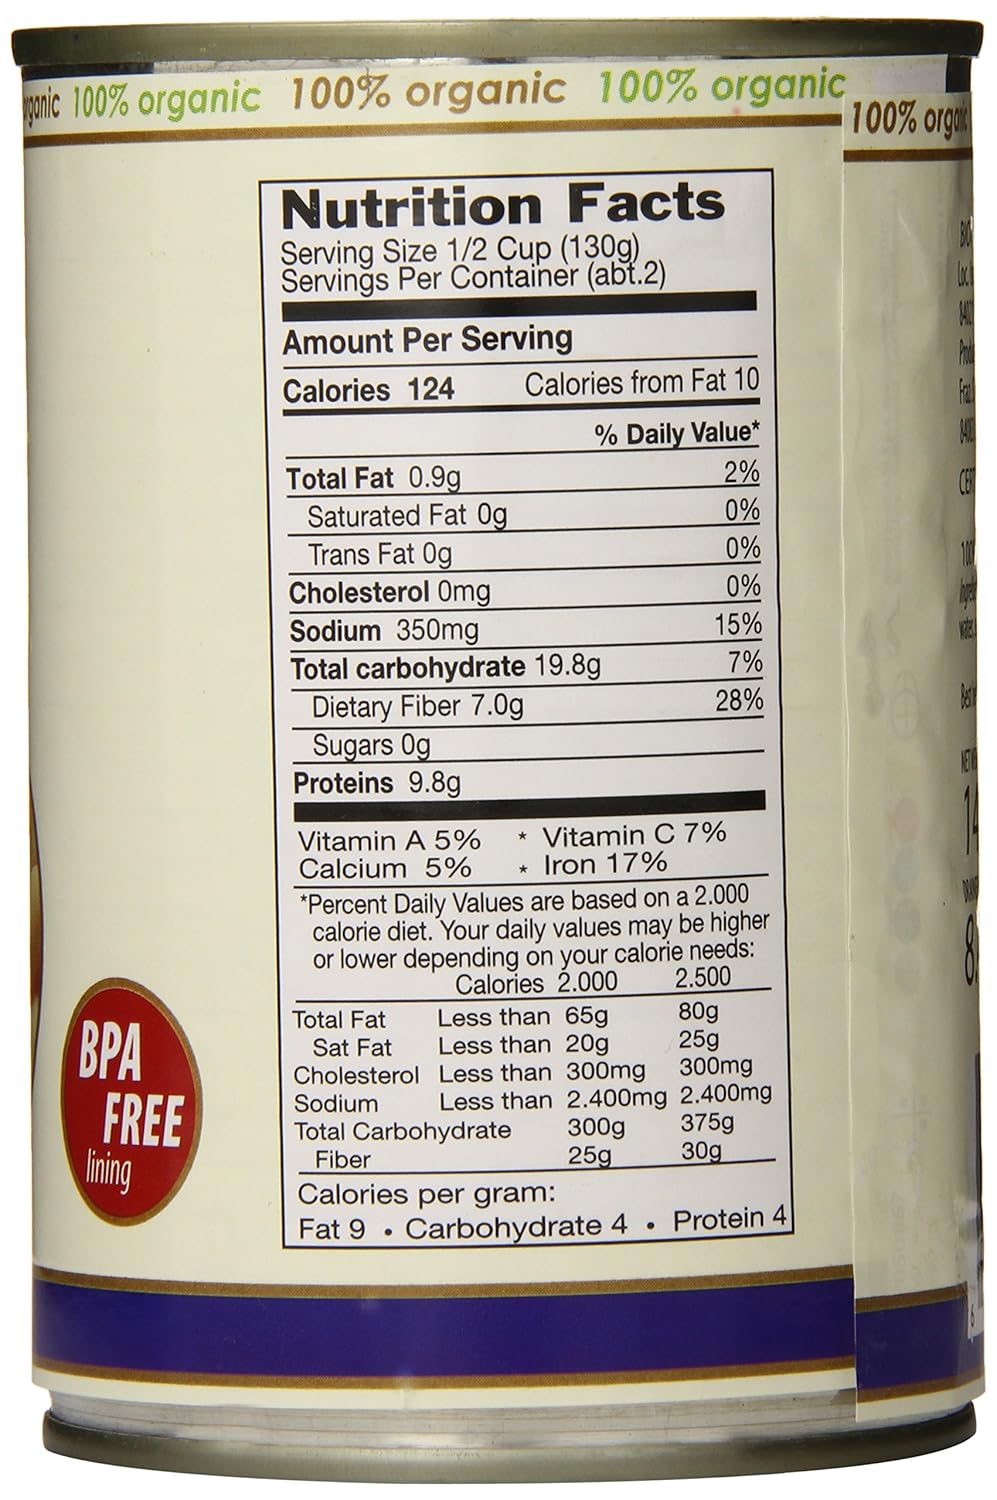 100% organic 100% organic 100% organic
100% organic
Nutrition Facts
Serving Size 1/2 Cup (130g)
Servings Per Container (abt.2)
Amount Per Serving
Calories 124 Calories from Fat 10
% Daily Value*
Total Fat 0.9g 2%
Saturated Fat 0g 0%
Trans Fat 0g 0%
Cholesterol 0mg 0%
Sodium 350mg 15%
Total carbohydrate 19.8g 7%
Dietary Fiber 7.0g 28%
Sugars 0g
Proteins 9.8g
Vitamin A 5% * Vitamin C 7%
Calcium 5% * Iron 17%
*Percent Daily Values are based on a 2.000
calorie diet. Your daily values may be higher
or lower depending on your calorie needs:
Calories 2.000 2.500
Total Fat Less than 65g 80g
Sat Fat Less than 20g 25g
Cholesterol Less than 300mg 300mg
Sodium Less than 2.400mg 2.400mg
Total Carbohydrate 300g 375g
Fiber 25g 30g
Calories per gram:
Fat 9 • Carbohydrate 4 • Protein 4
BPA
FREE
lining